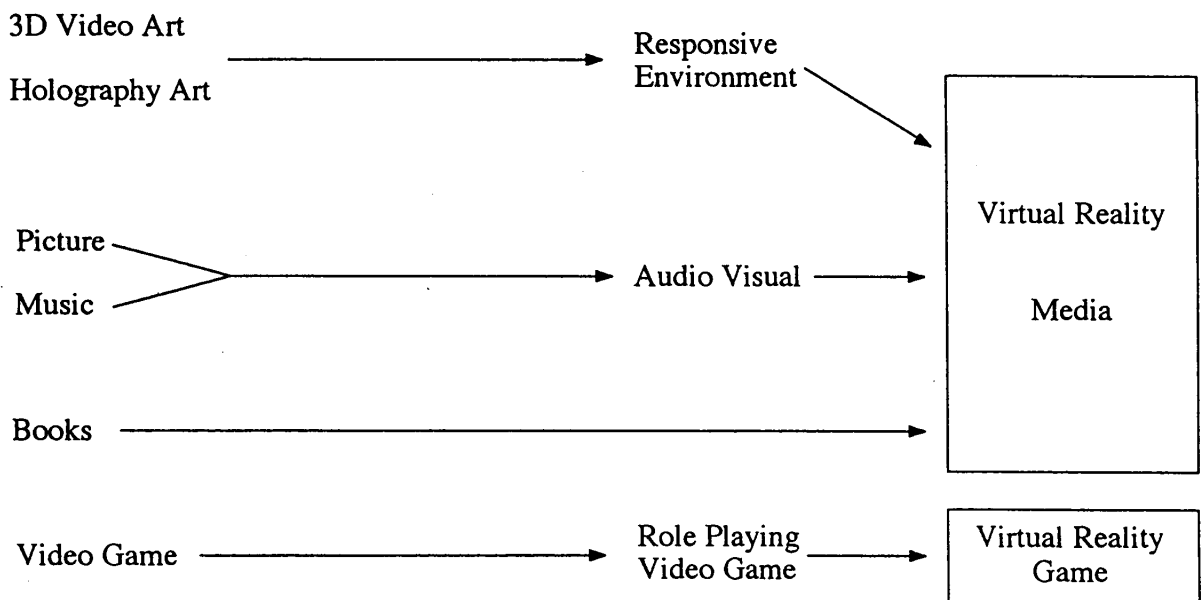 3D Video Art
Holography Art
Responsive
Environment
Virtual Reality
Media
Picture
Music
Audio Visual
Books
Video Game
Role Playing
Video Game
Virtual Reality
Game